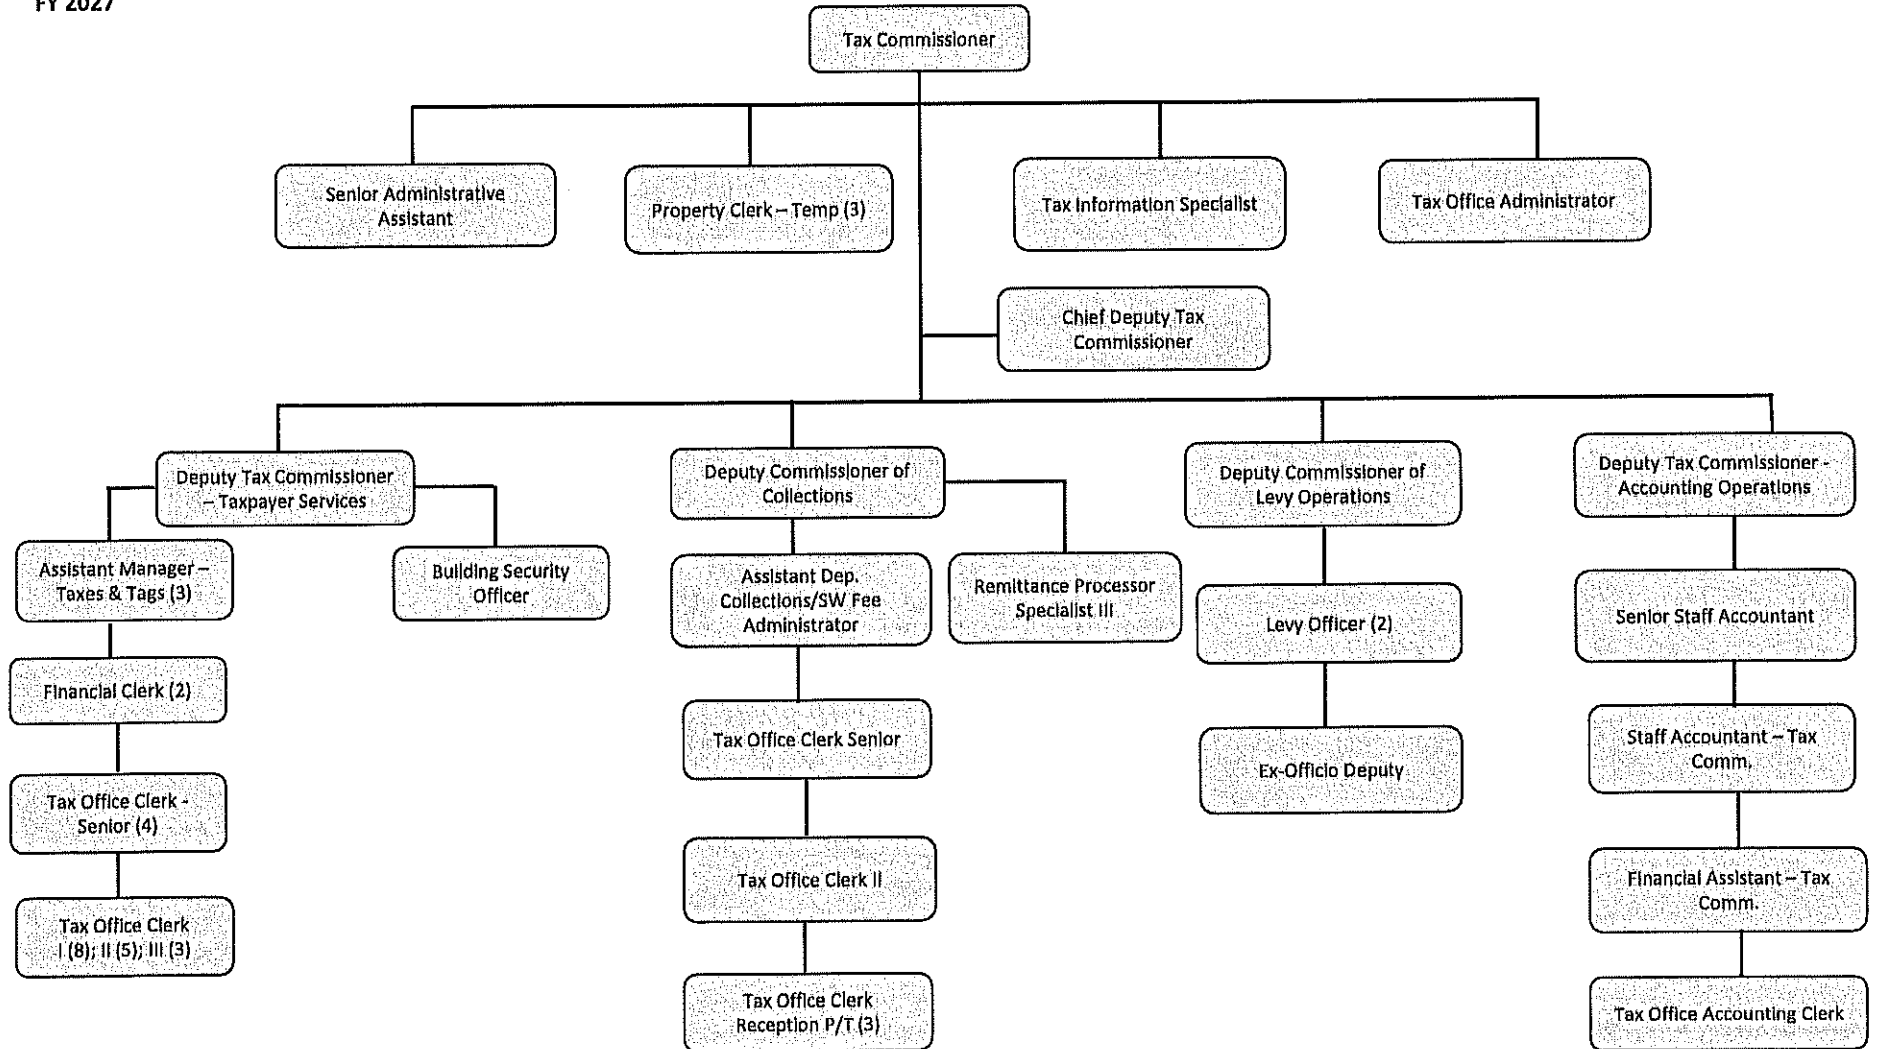 FY 2027
Tax Commissioner
Senior Administrative
Assistant
Property Clerk – Temp (3)
Tax Information Specialist
Tax Office Administrator
Chief Deputy Tax
Commissioner
Deputy Tax Commissioner
– Taxpayer Services
Deputy Commissioner of
Collections
Deputy Commissioner of
Levy Operations
Deputy Tax Commissioner -
Accounting Operations
Assistant Manager –
Taxes & Tags (3)
Building Security
Officer
Assistant Dep.
Collections/SW Fee
Administrator
Remittance Processor
Specialist III
Levy Officer (2)
Senior Staff Accountant
Financial Clerk (2)
Tax Office Clerk Senior
Ex-Officio Deputy
Staff Accountant – Tax
Comm.
Tax Office Clerk -
Senior (4)
Tax Office Clerk II
Financial Assistant – Tax
Comm.
Tax Office Clerk
I (8); II (5); III (3)
Tax Office Clerk
Reception P/T (3)
Tax Office Accounting Clerk